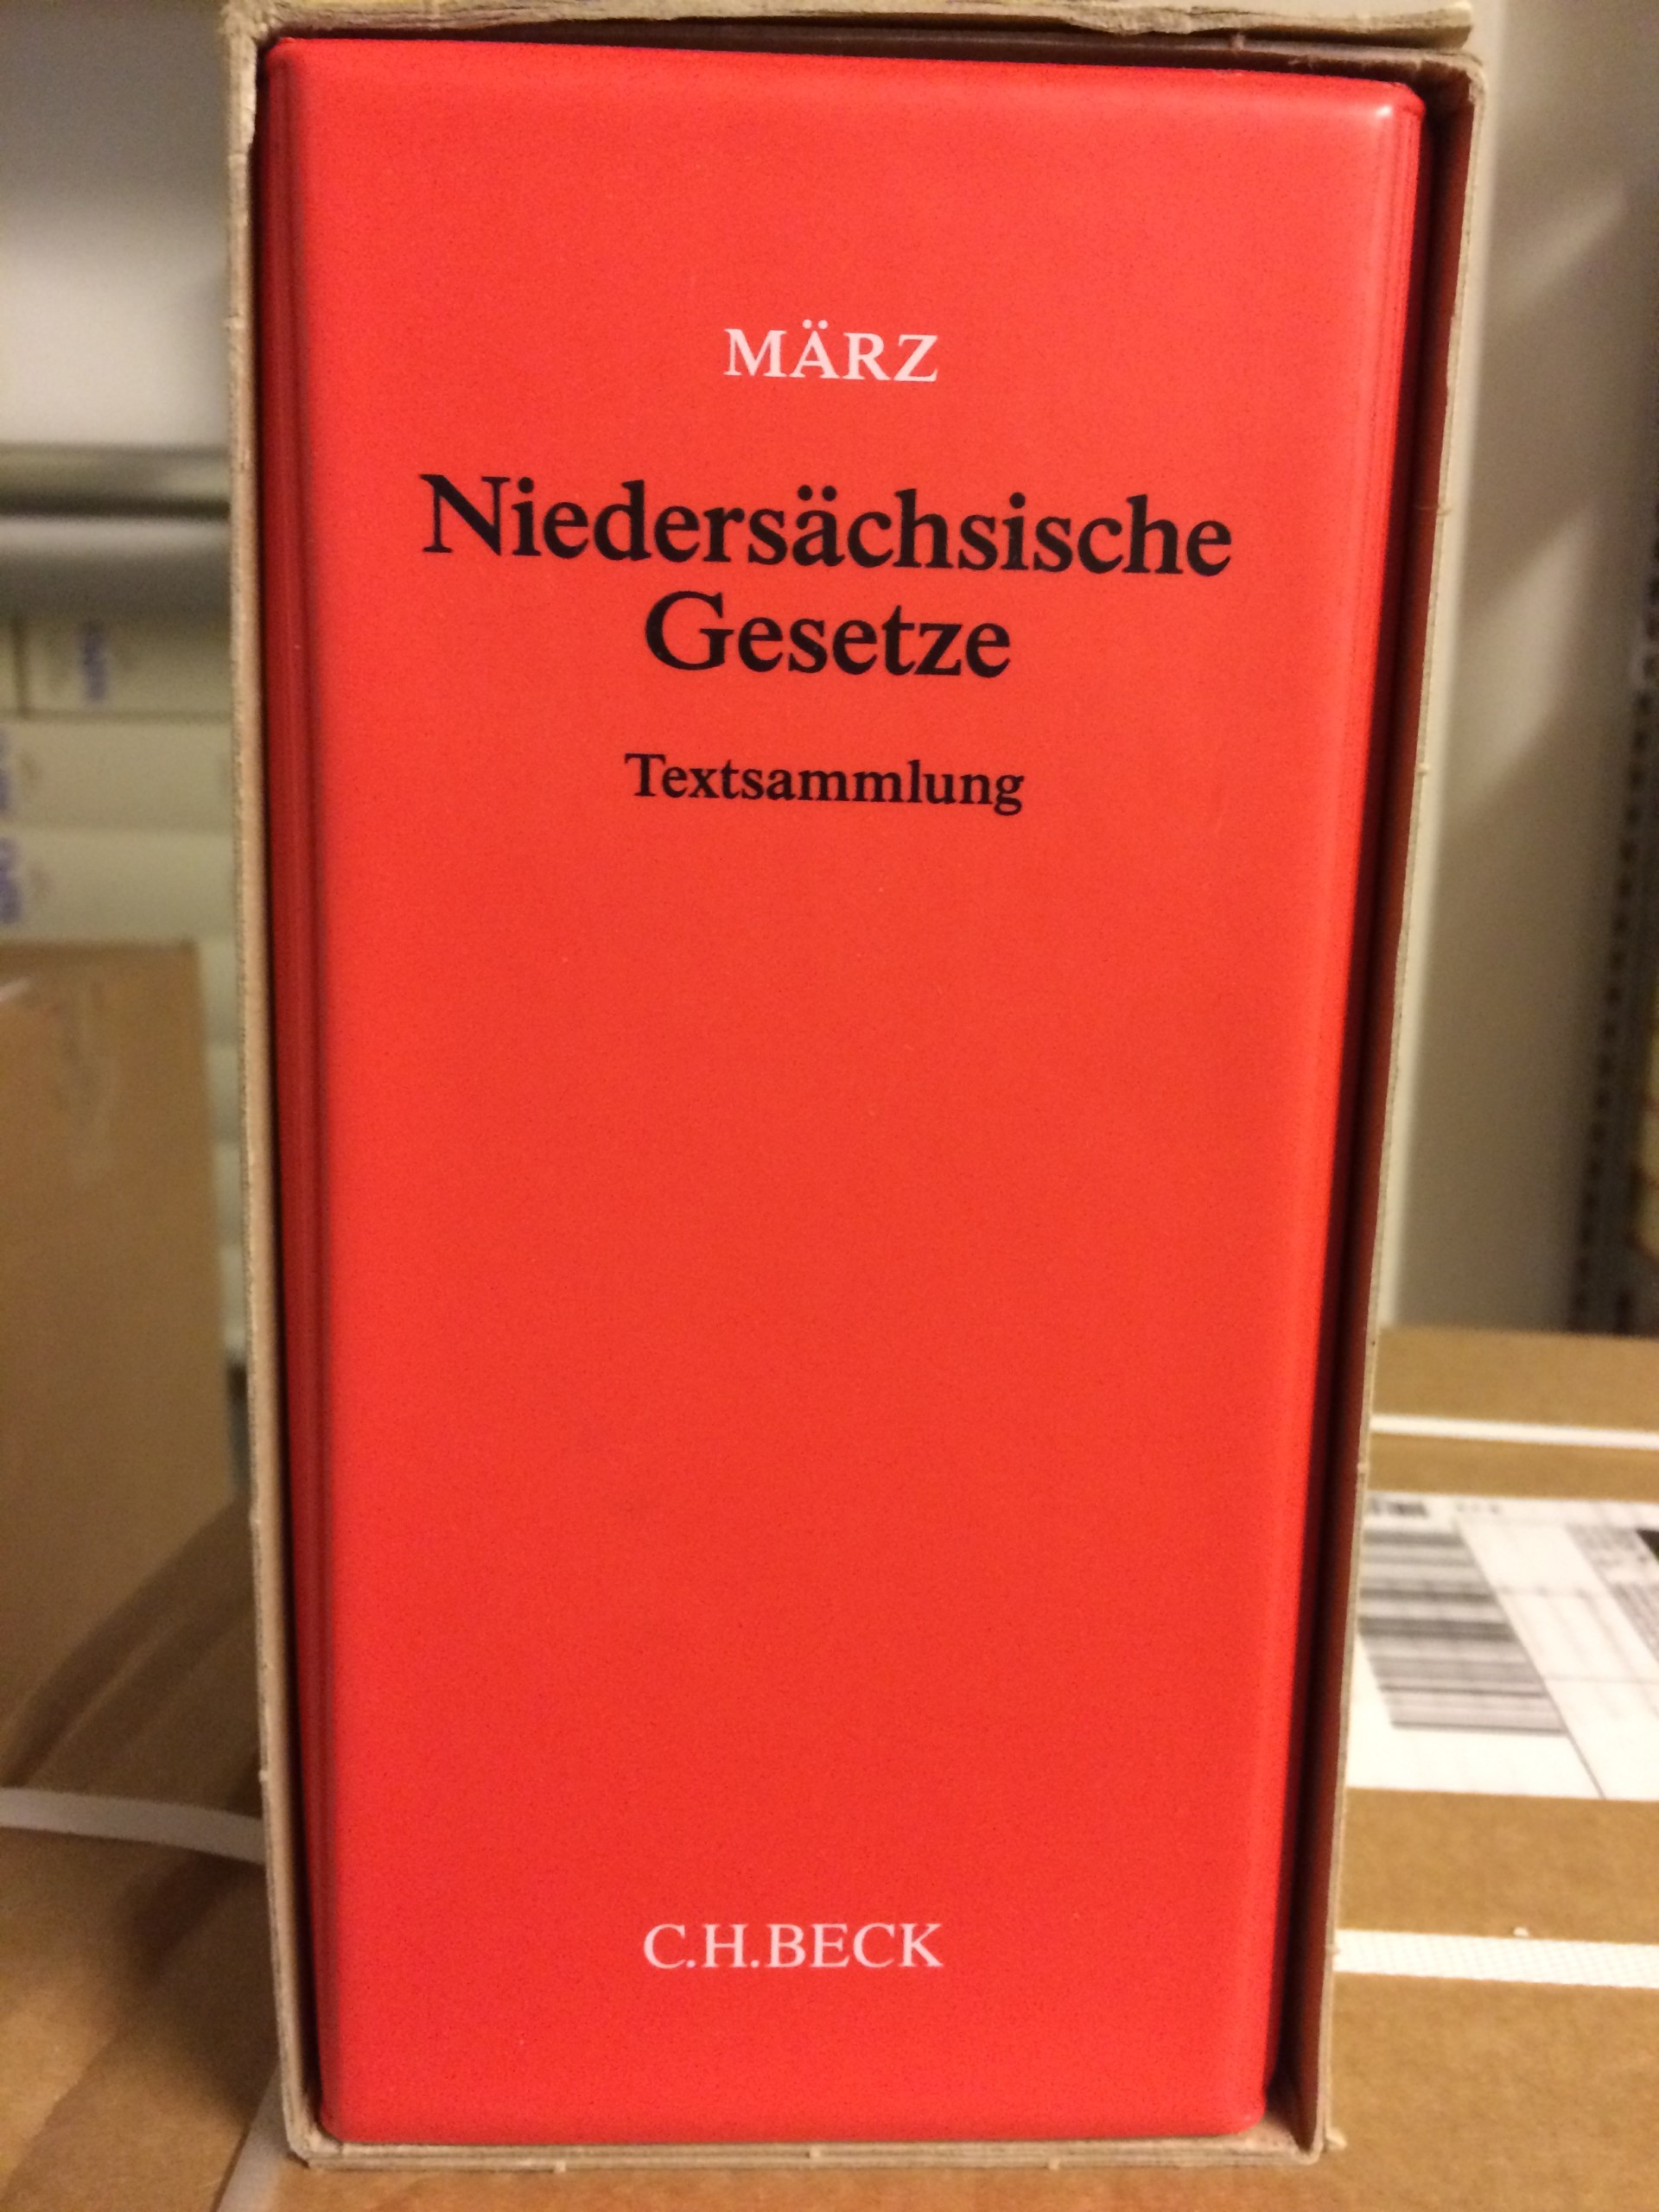 MÄRZ
Niedersächsische
Gesetze
Textsammlung
C.H.BECK